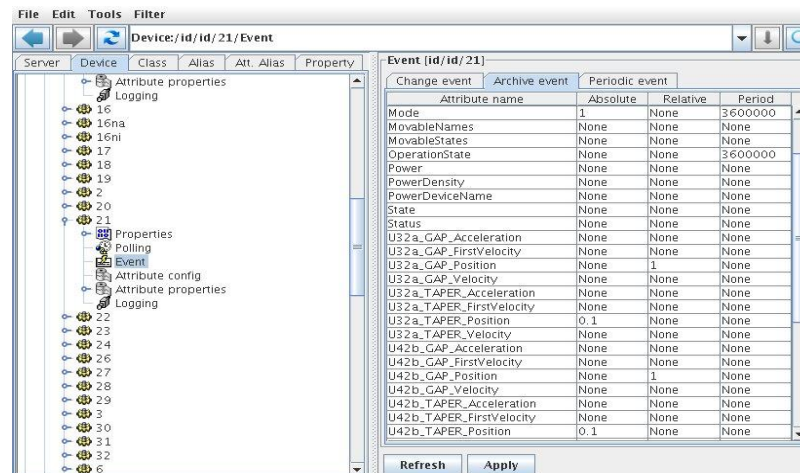 File Edit Tools Filter
Device:/id/id/21/Event
Server Device Class Alias Att. Alias Property
Attribute properties
Logging
16
16na
16ni
17
18
19
2
20
21
Properties
Polling
Event
Attribute config
Attribute properties
Logging
22
23
24
26
27
28
29
3
30
31
32
6
Event [id/id/21]
Change event Archive event Periodic event
Attribute name Absolute Relative Period
Mode 1 None 3600000
MovableNames None None None
MovableStates None None None
OperationState None None 3600000
Power None None None
PowerDensity None None None
PowerDeviceName None None None
State None None None
Status None None None
U32a_GAP_Acceleration None None None
U32a_GAP_FirstVelocity None None None
U32a_GAP_Position None 1 None
U32a_GAP_Velocity None None None
U32a_TAPER_Acceleration None None None
U32a_TAPER_FirstVelocity None None None
U32a_TAPER_Position 0.1 None None
U32a_TAPER_Velocity None None None
U42b_GAP_Acceleration None None None
U42b_GAP_FirstVelocity None None None
U42b_GAP_Position None 1 None
U42b_GAP_Velocity None None None
U42b_TAPER_Acceleration None None None
U42b_TAPER_FirstVelocity None None None
U42b_TAPER_Position 0.1 None None
Refresh Apply